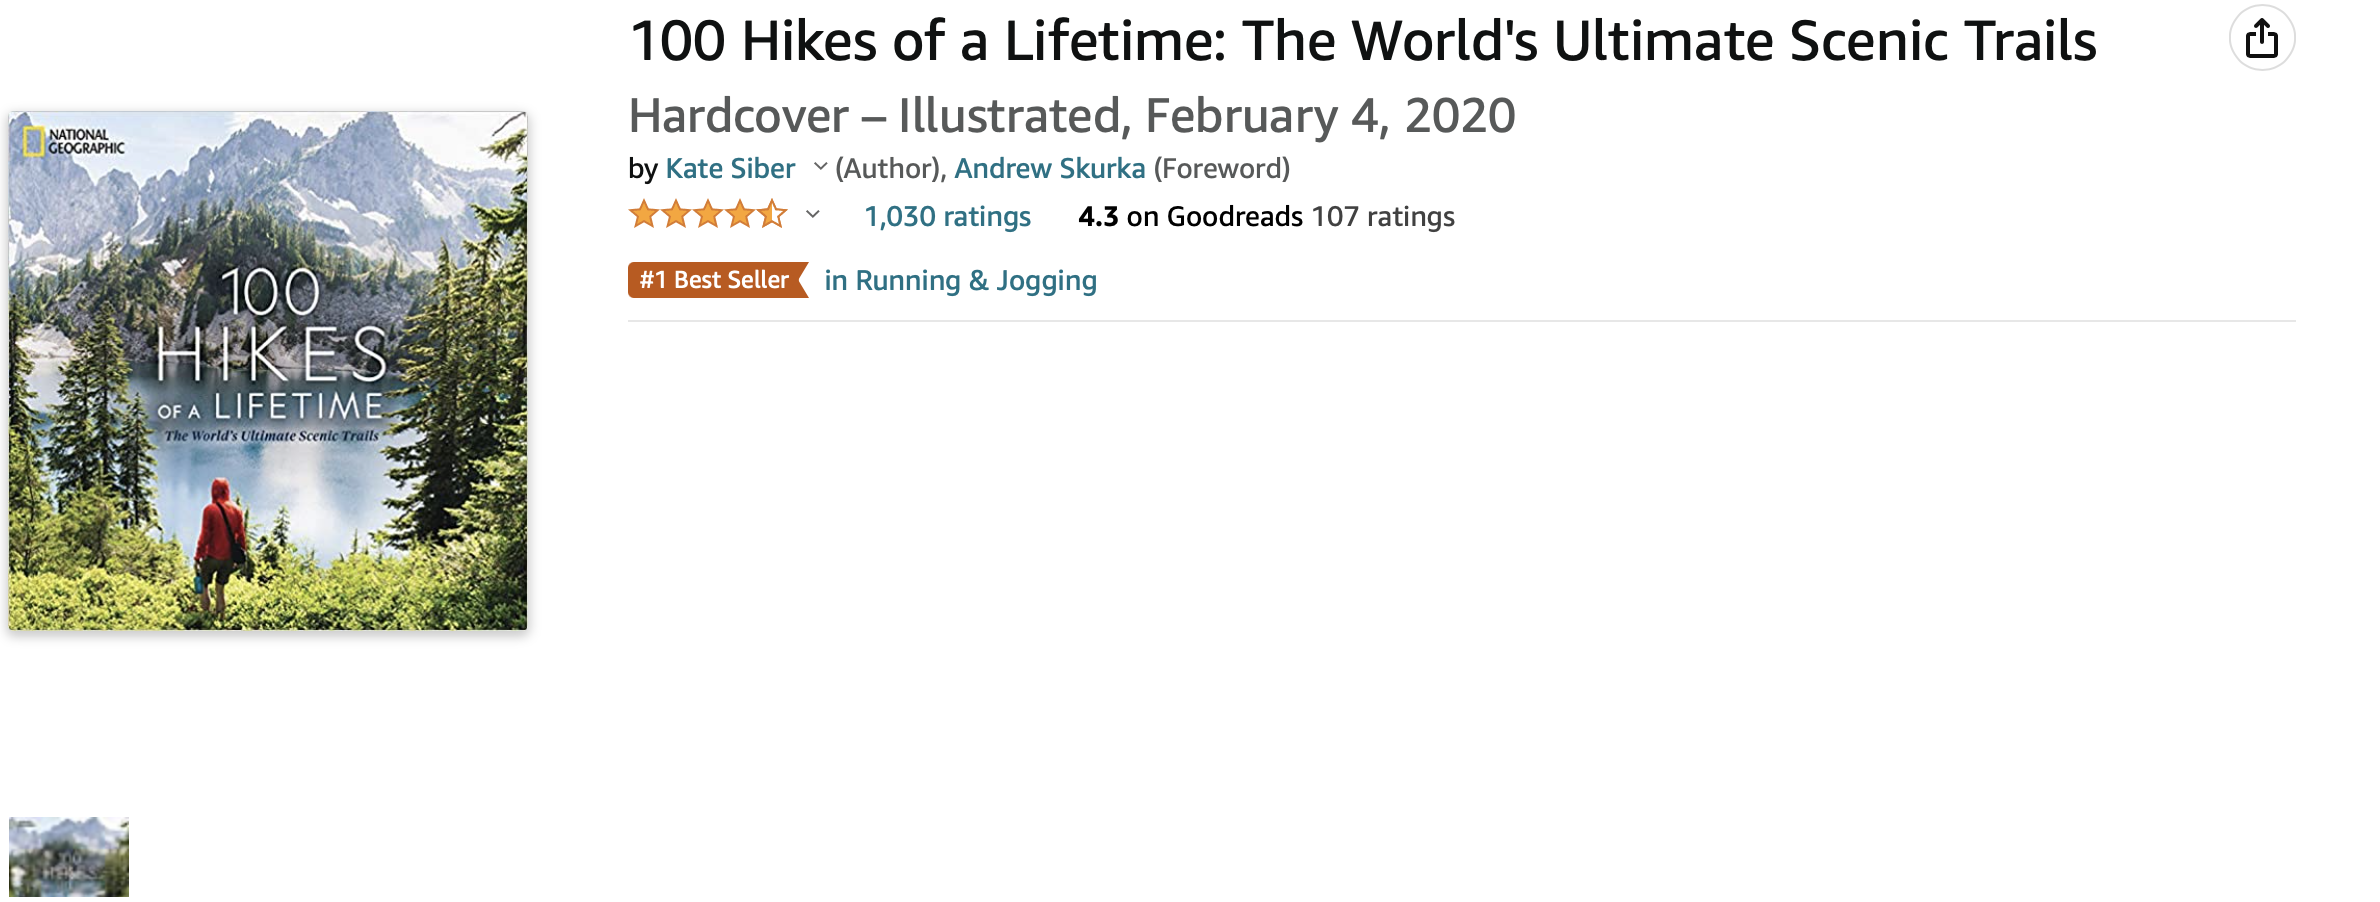 100 Hikes of a Lifetime: The World's Ultimate Scenic Trails
Hardcover – Illustrated, February 4, 2020
by Kate Siber (Author), Andrew Skurka (Foreword)
1,030 ratings 4.3 on Goodreads 107 ratings
#1 Best Seller in Running & Jogging
NATIONAL
GEOGRAPHIC
100
HIKES
OF A LIFETIME
The World's Ultimate Scenic Trails
100
HIKES